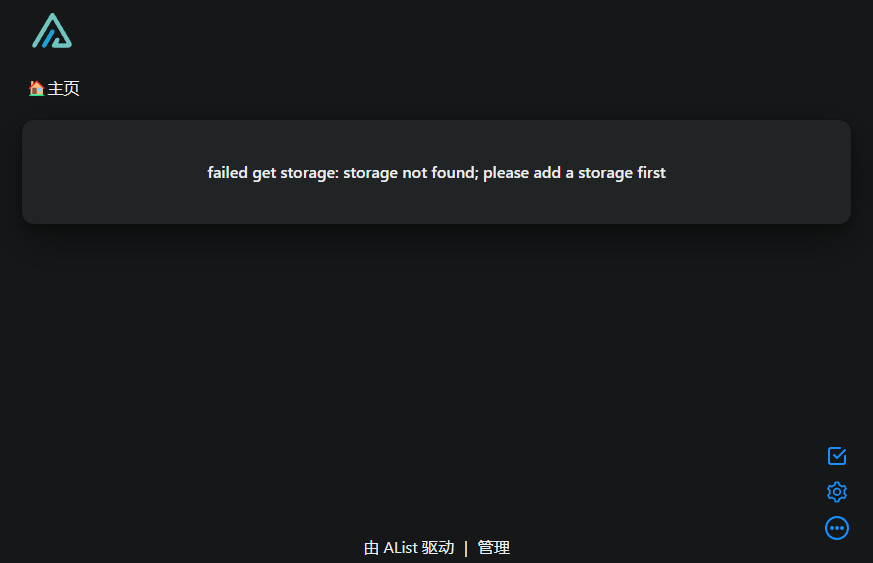 🏠主页
failed get storage: storage not found; please add a storage first
由 AList 驱动 | 管理